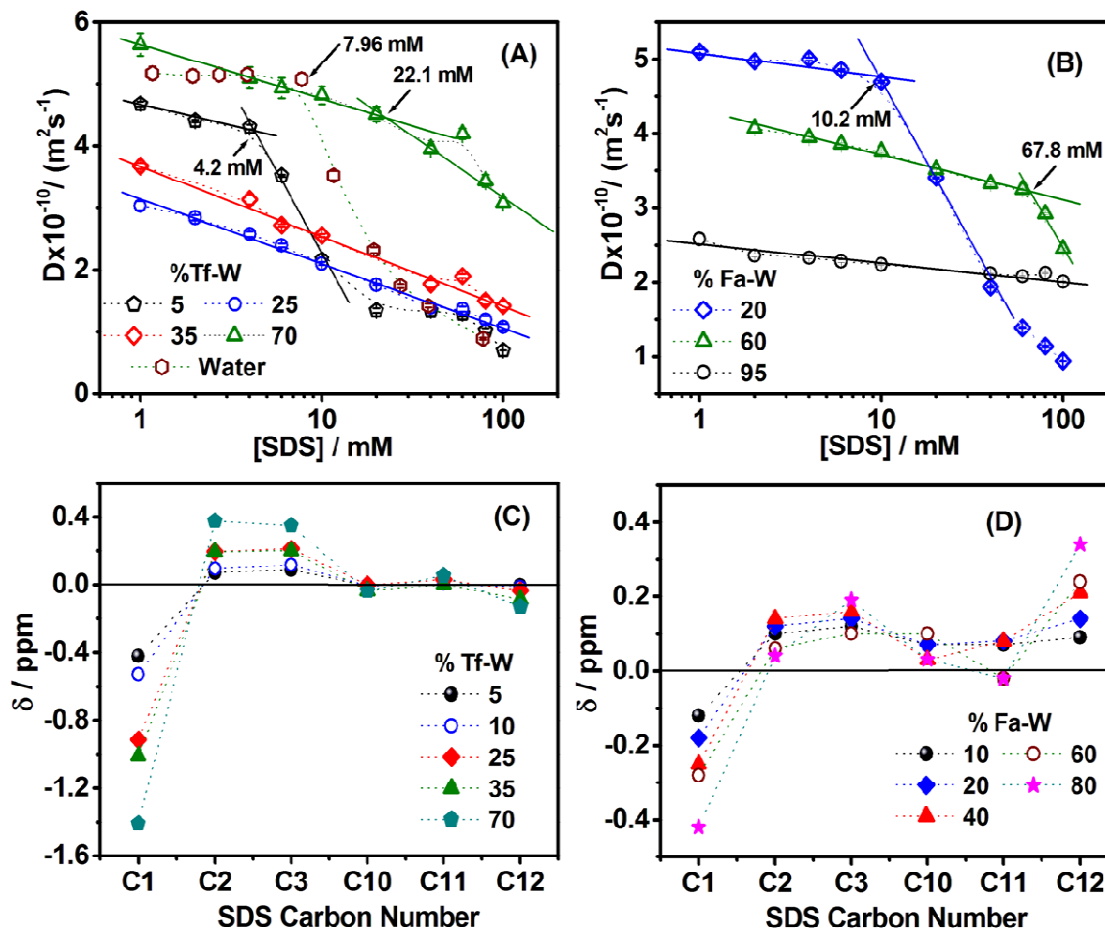 (A)
Dx10⁻¹⁰/ (m²s⁻¹)
6
4
2
0
7.96 mM
22.1 mM
4.2 mM
%Tf-W
5 25
35 70
Water
1 10 100
[SDS] / mM
(B)
Dx10⁻¹⁰/ (m²s⁻¹)
5
4
3
2
1
10.2 mM
67.8 mM
% Fa-W
20
60
95
1 10 100
[SDS] / mM
(C)
δ / ppm
0.4
0.0
-0.4
-0.8
-1.2
-1.6
% Tf-W
5
10
25
35
70
C1 C2 C3 C10 C11 C12
SDS Carbon Number
(D)
δ / ppm
0.4
0.2
0.0
-0.2
-0.4
% Fa-W
10 60
20 80
40
C1 C2 C3 C10 C11 C12
SDS Carbon Number